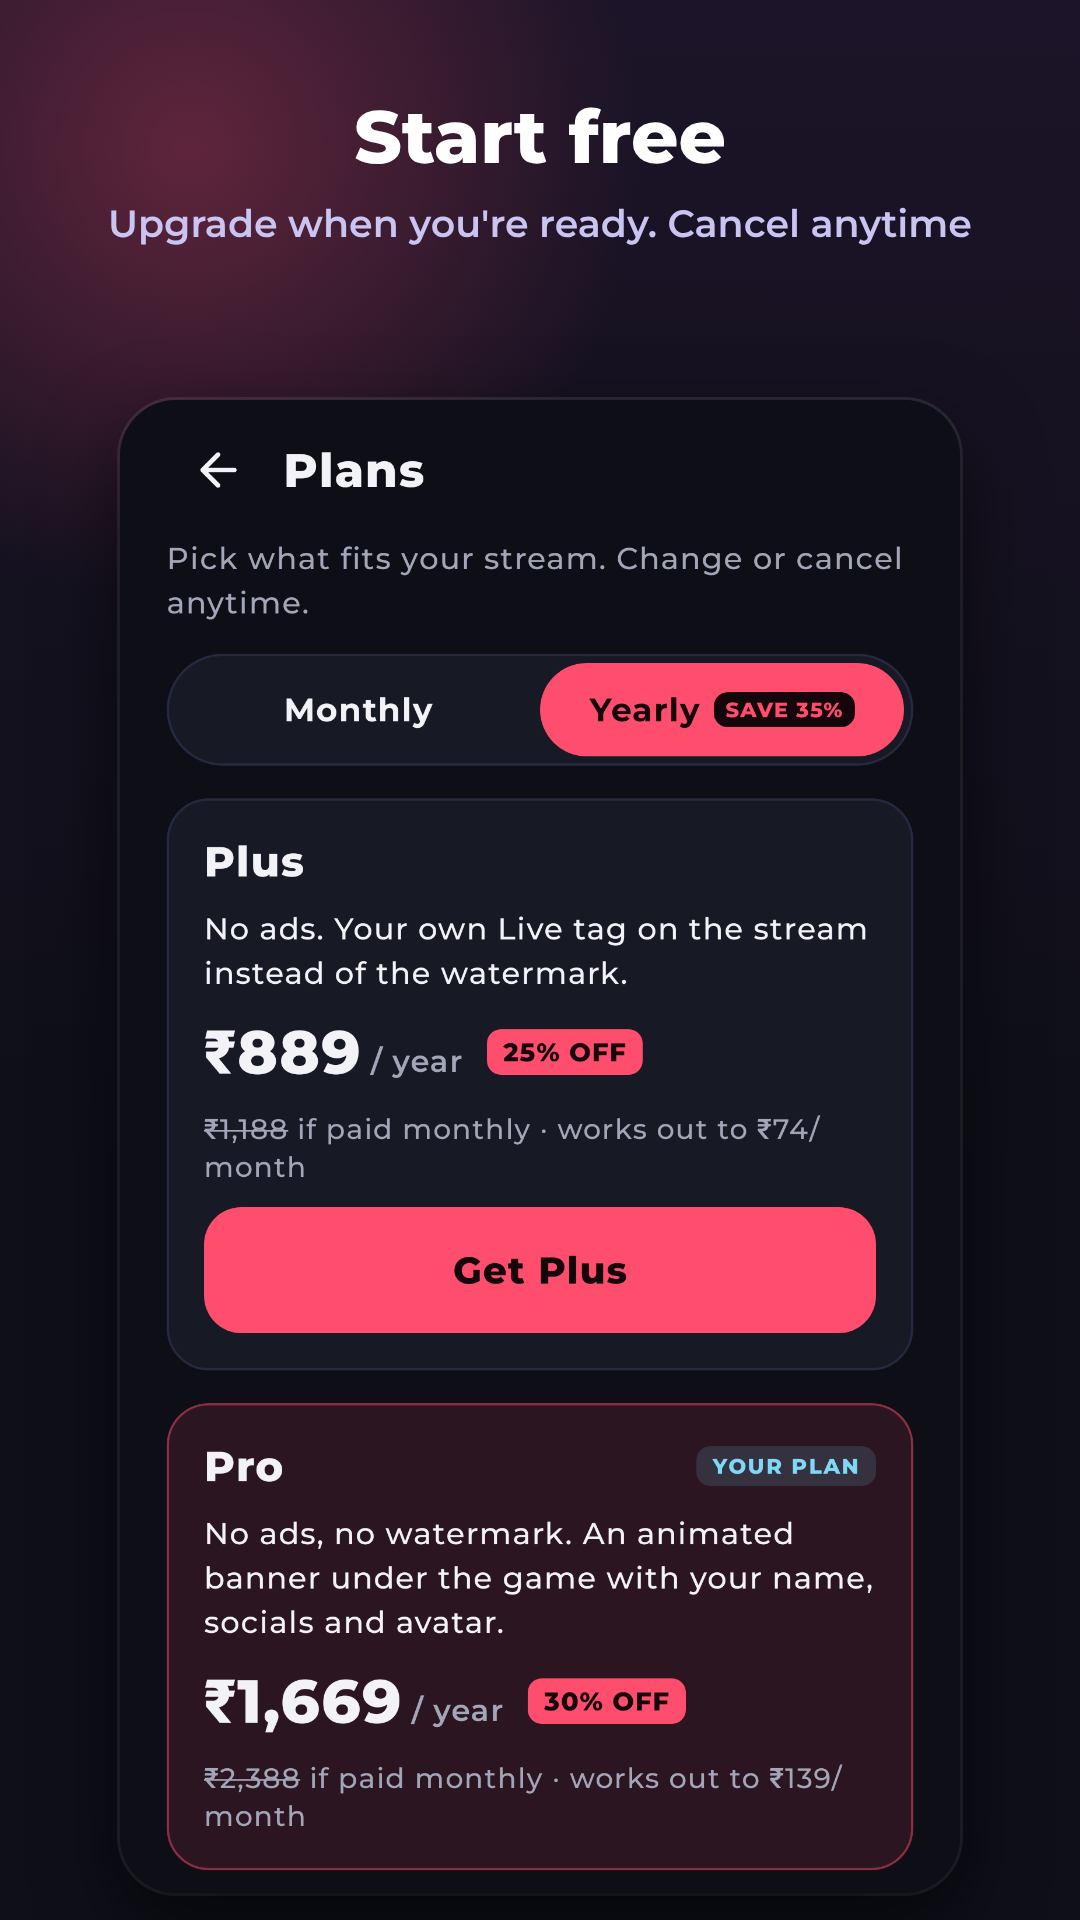 Start free
Upgrade when you're ready. Cancel anytime
Plans
Pick what fits your stream. Change or cancel
anytime.
Monthly
Yearly SAVE 35%
Plus
No ads. Your own Live tag on the stream
instead of the watermark.
₹889 / year 25% OFF
₹1,188 if paid monthly · works out to ₹74/
month
Get Plus
Pro YOUR PLAN
No ads, no watermark. An animated
banner under the game with your name,
socials and avatar.
₹1,669 / year 30% OFF
₹2,388 if paid monthly · works out to ₹139/
month